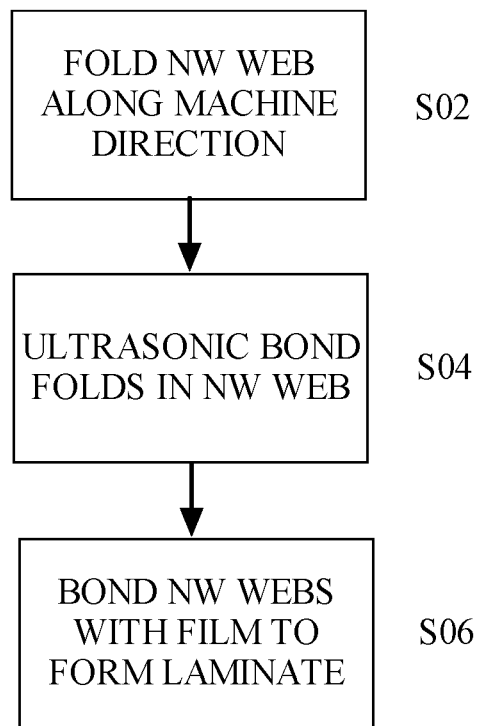 FOLD NW WEB
ALONG MACHINE
DIRECTION
S02
ULTRASONIC BOND
FOLDS IN NW WEB
S04
BOND NW WEBS
WITH FILM TO
FORM LAMINATE
S06